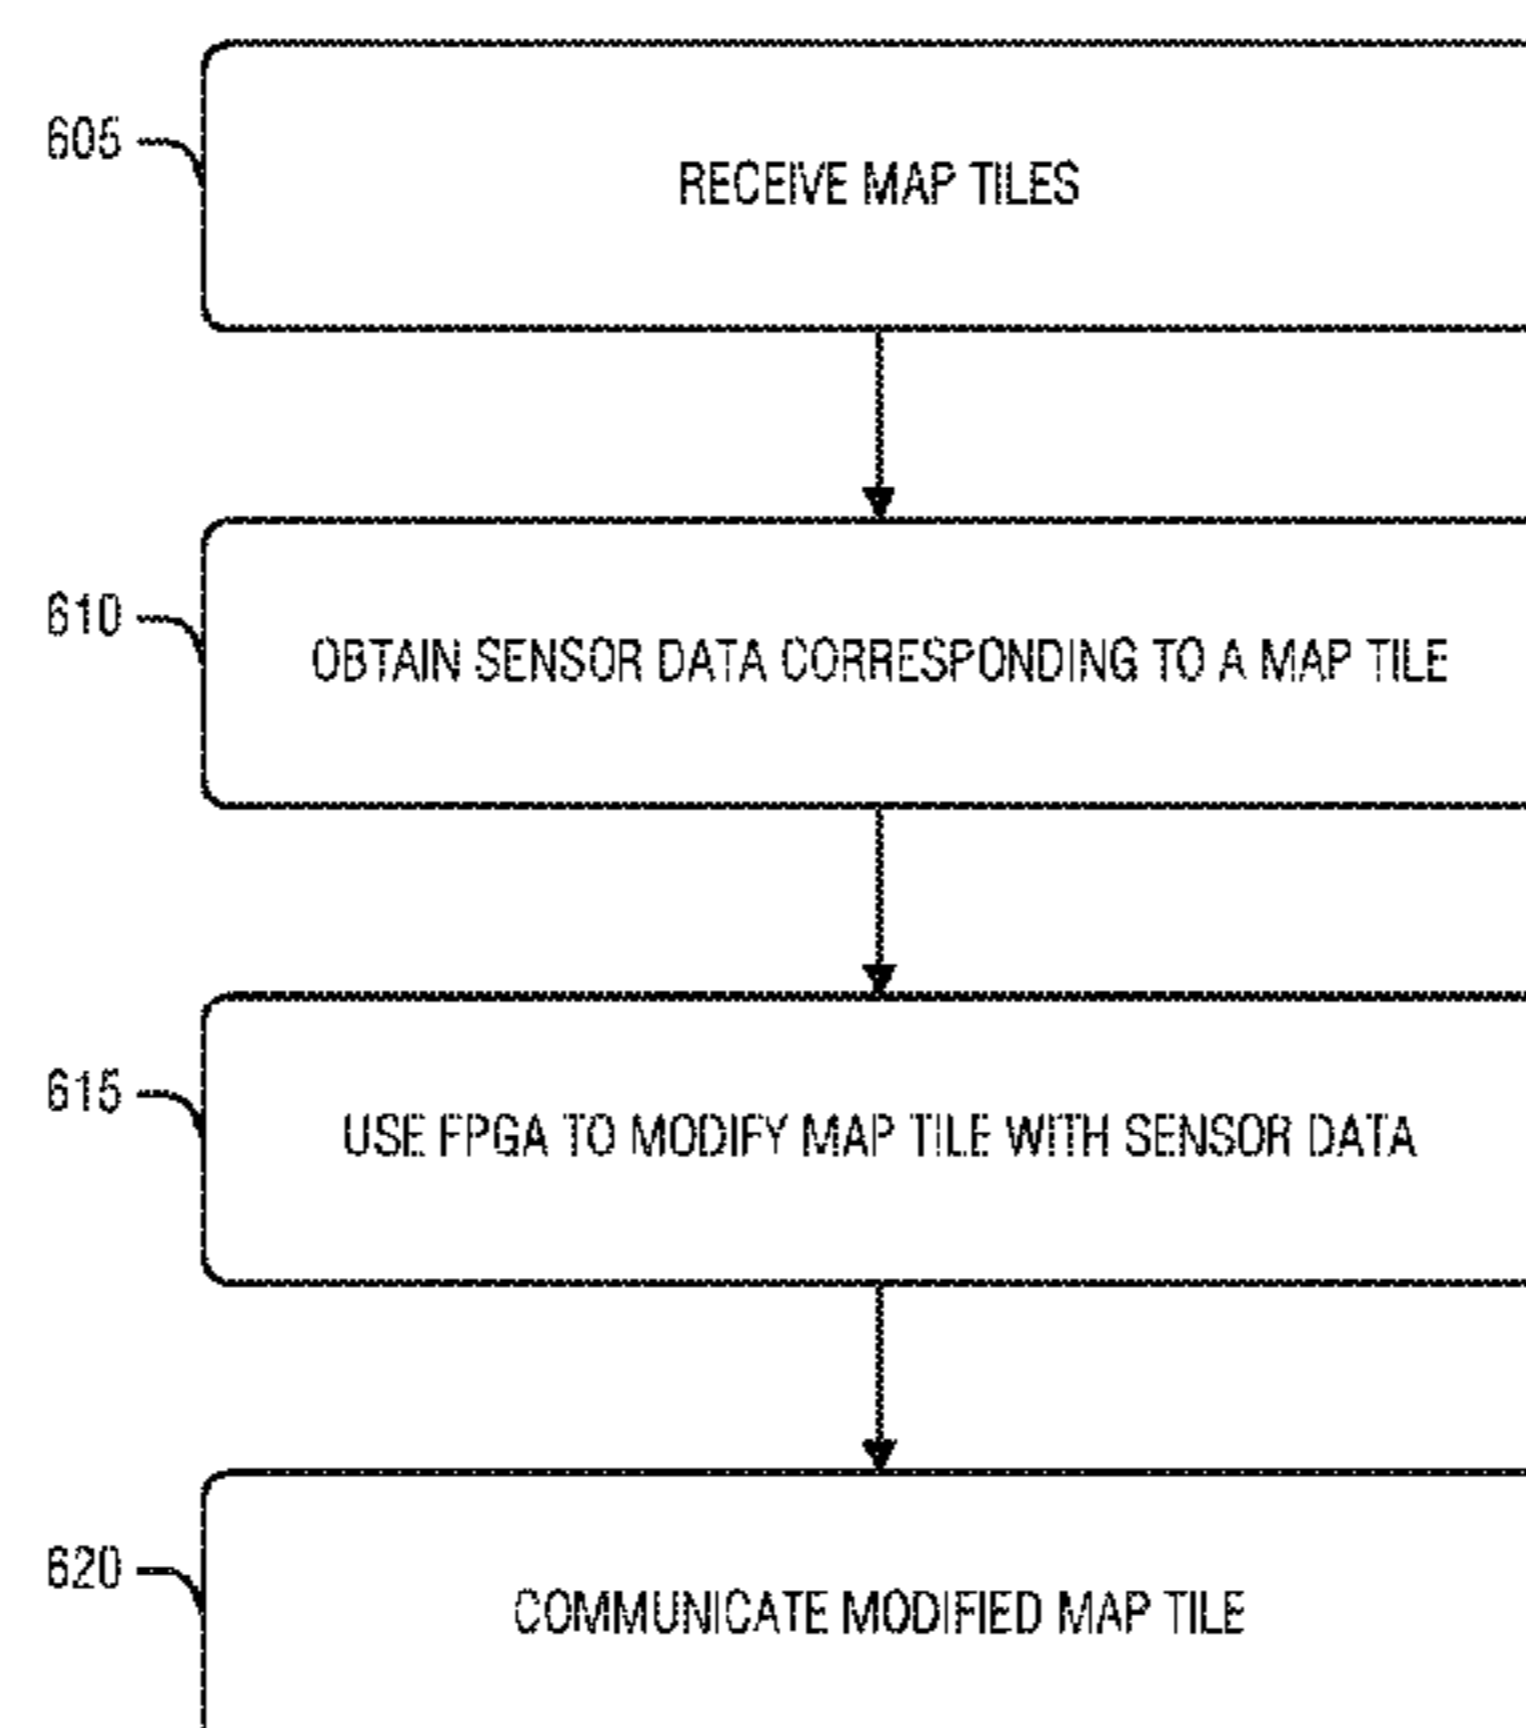 605
RECEIVE MAP TILES
610
OBTAIN SENSOR DATA CORRESPONDING TO A MAP TILE
615
USE FPGA TO MODIFY MAP TILE WITH SENSOR DATA
620
COMMUNICATE MODIFIED MAP TILE